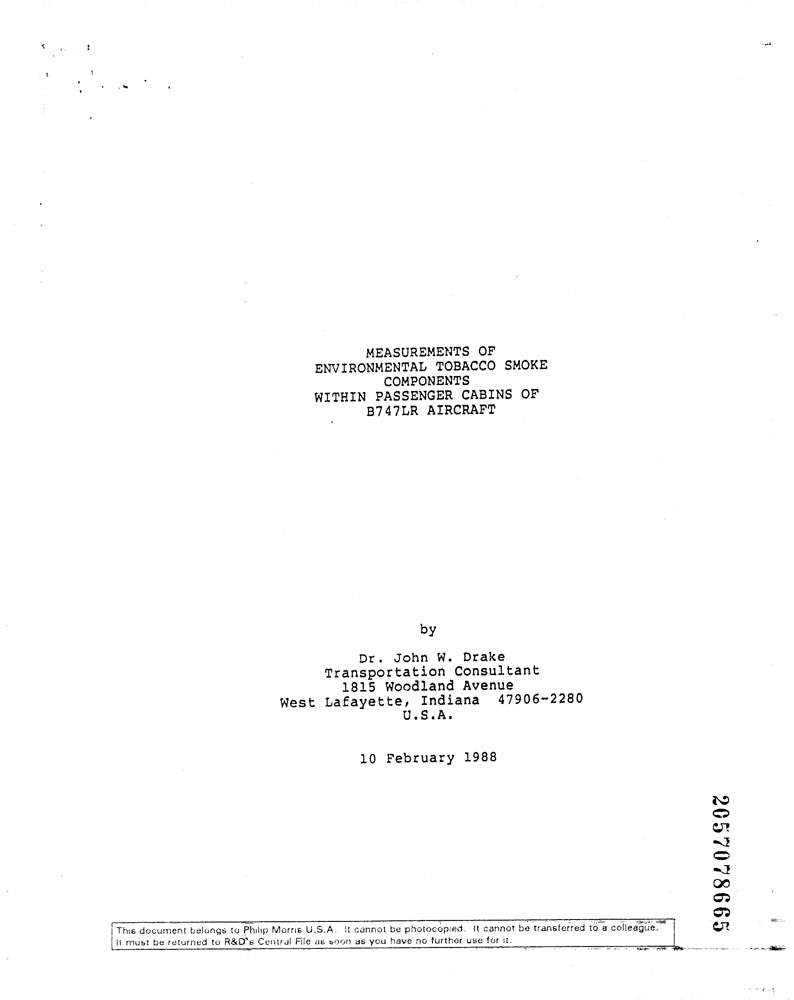 MEASUREMENTS OF
ENVIRONMENTAL TOBACCO SMOKE
COMPONENTS
WITHIN PASSENGER CABINS OF
B747LR AIRCRAFT
by
Dr. John W. Drake
Transportation Consultant
1815 Woodland Avenue
West Lafayette, Indiana 47906-2280
U.S.A.
10 February 1988
2057078665
This document belongs to Philip Morris U.S.A. It cannot be photocopied. It cannot be transferred to a colleague.
It must be returned to R&D's Central File as soon as you have no further use for it.